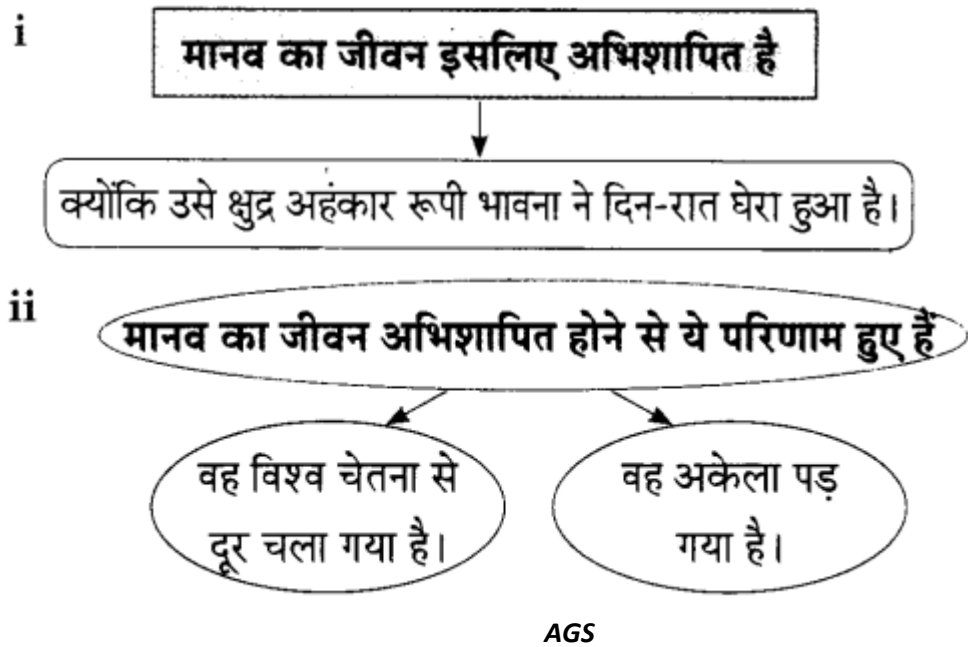 i
मानव का जीवन इसलिए अभिशापित है
क्योंकि उसे क्षुद्र अहंकार रूपी भावना ने दिन-रात घेरा हुआ है।
ii
मानव का जीवन अभिशापित होने से ये परिणाम हुए हैं
वह विश्व चेतना से
दूर चला गया है।
वह अकेला पड़
गया है।
AGS